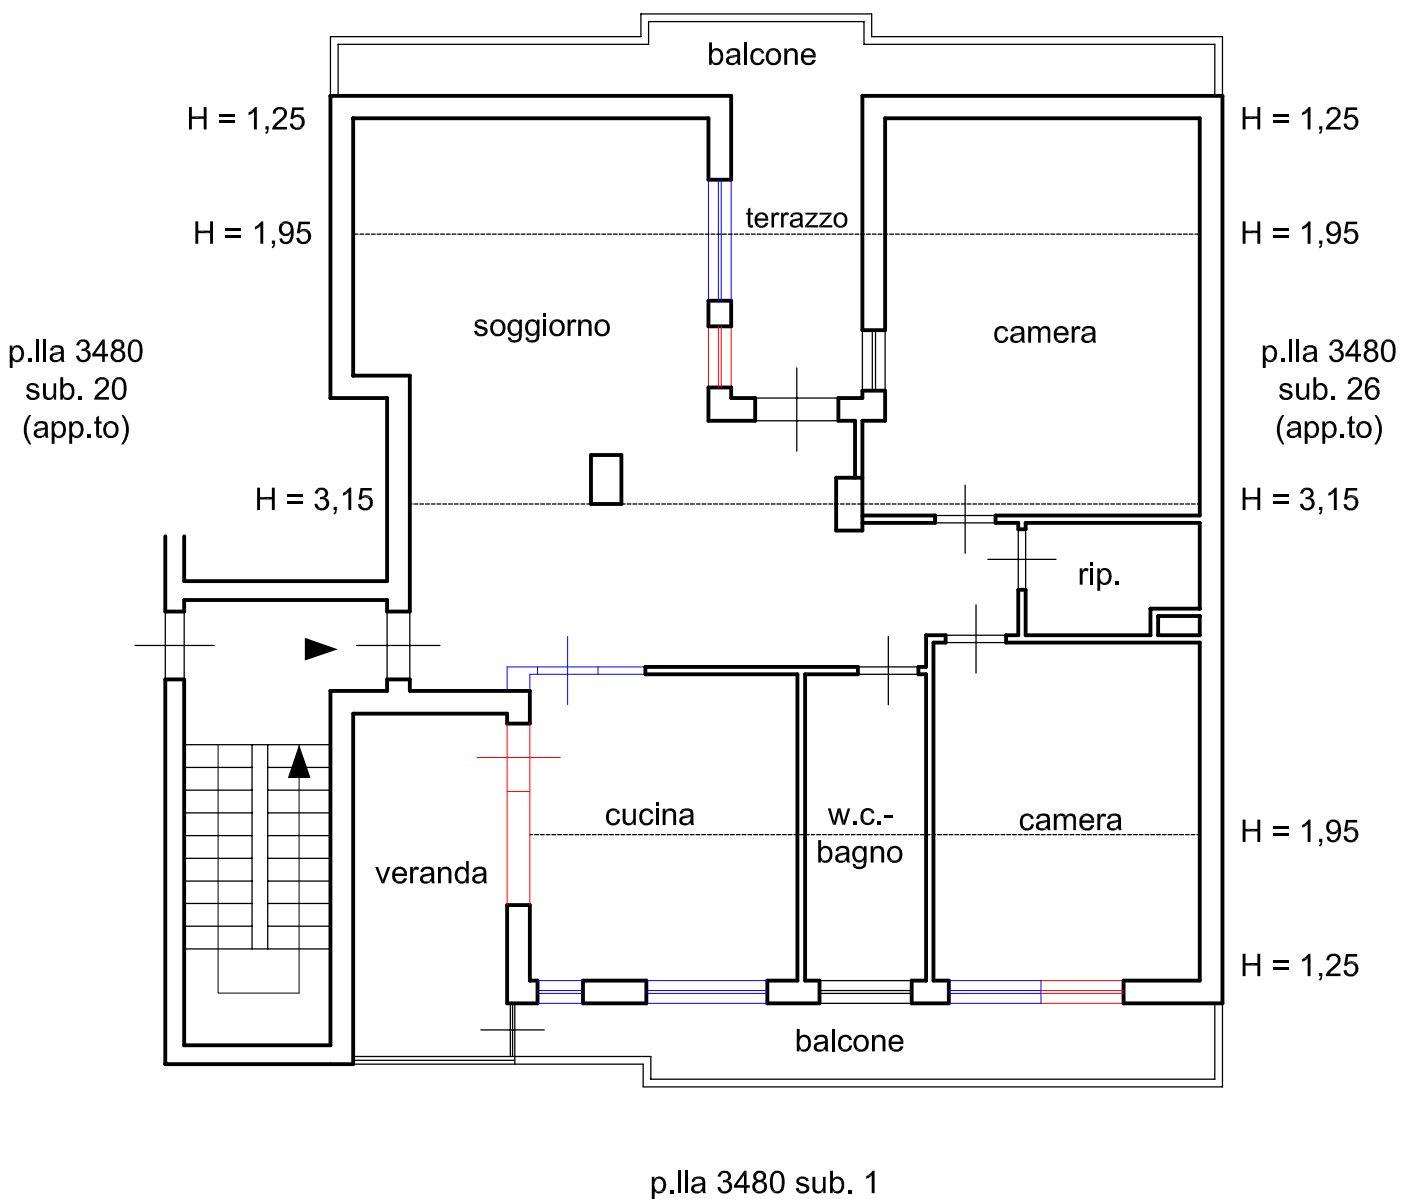 balcone
H = 1,25
H = 1,25
terrazzo
H = 1,95
H = 1,95
soggiorno
camera
p.lla 3480
sub. 20
(app.to)
p.lla 3480
sub. 26
(app.to)
H = 3,15
H = 3,15
rip.
cucina
w.c.-
bagno
camera
H = 1,95
veranda
H = 1,25
balcone
p.lla 3480 sub. 1